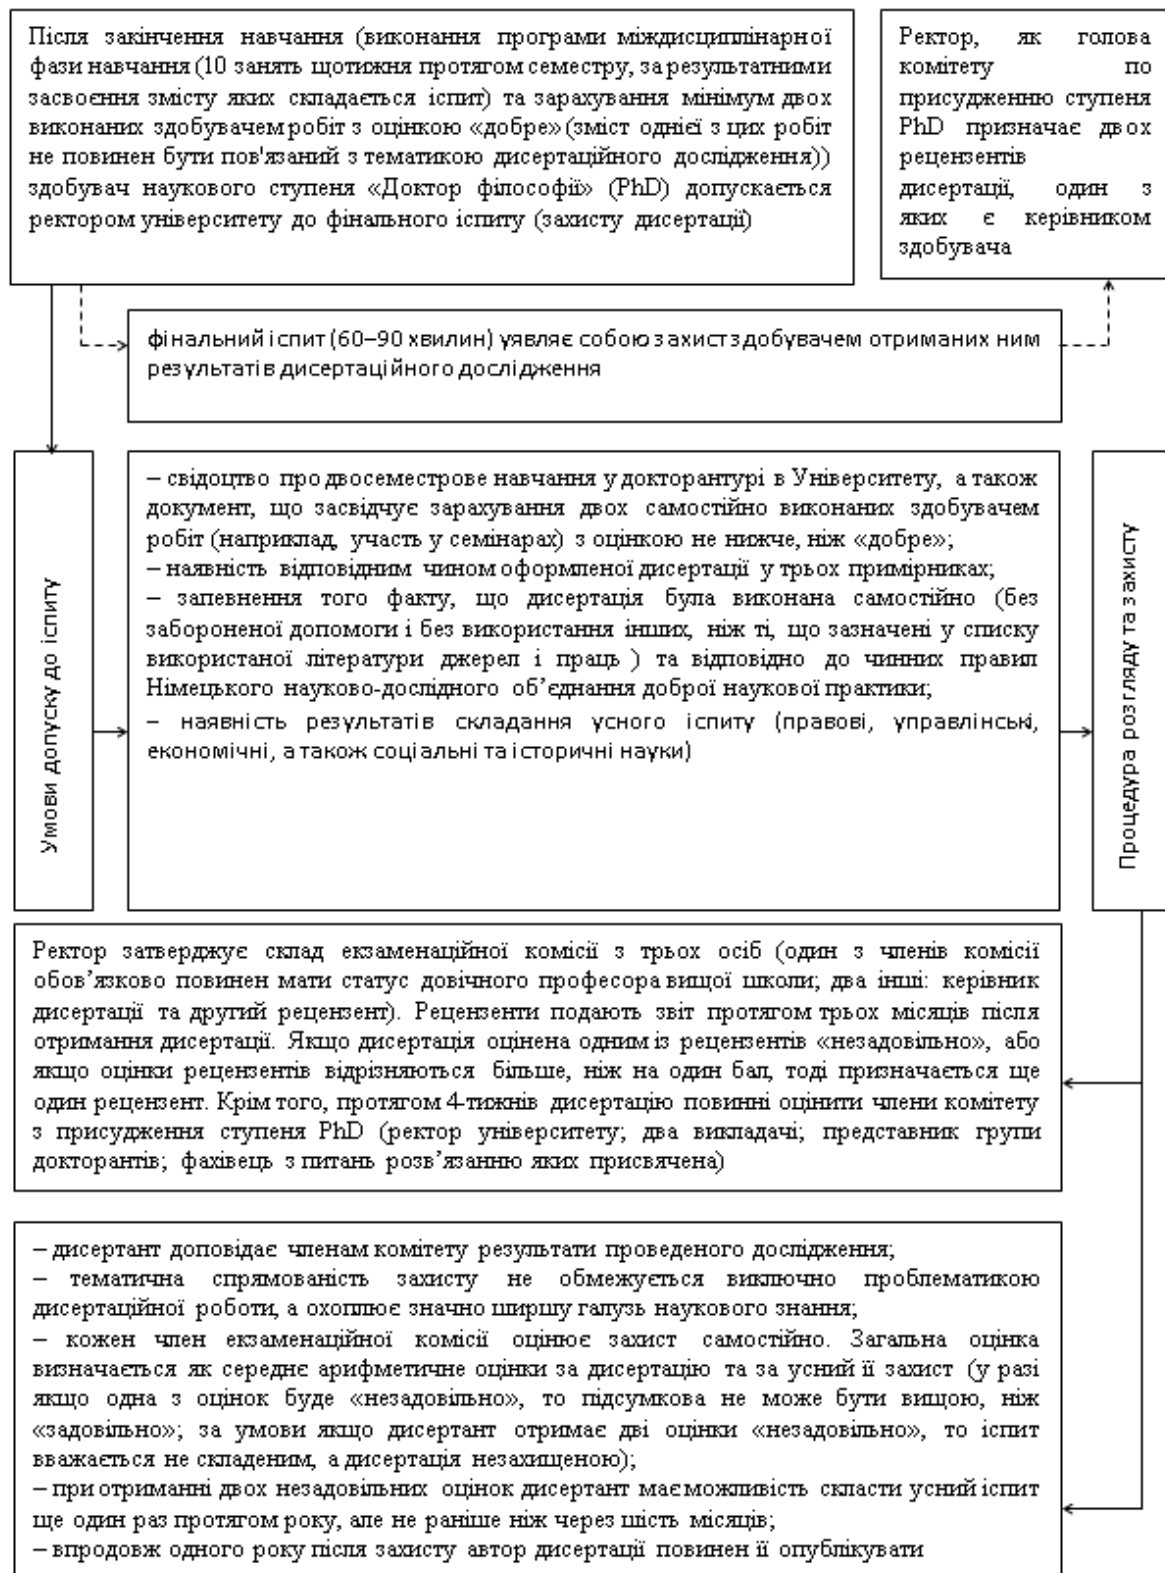 Після закінчення навчання (виконання програми міждисциплінарної
фази навчання (10 занять щотижня протягом семестру, за результатними
засвоєння змісту яких складається іспит) та зарахування мінімум двох
виконаних здобувачем робіт з оцінкою «добре» (зміст однієї з цих робіт
не повинен бути пов'язаний з тематикою дисертаційного дослідження))
здобувач наукового ступеня «Доктор філософії» (PhD) допускається
ректором університету до фінального іспиту (захисту дисертації)
Ректор, як голова
комітету по
присудженню ступеня
PhD призначає двох
рецензентів
дисертації, один з
яких є керівником
здобувача
фінальний іспит (60–90 хвилин) уявляє собою захист здобувачем отриманих ним
результатів дисертаційного дослідження
Умови допуску до іспиту
– свідоцтво про двосеместрове навчання у докторантурі в Університету, а також
документ, що засвідчує зарахування двох самостійно виконаних здобувачем
робіт (наприклад, участь у семінарах) з оцінкою не нижче, ніж «добре»;
– наявність відповідним чином оформленої дисертації у трьох примірниках;
– запевнення того факту, що дисертація була виконана самостійно (без
забороненої допомоги і без використання інших, ніж ті, що зазначені у списку
використаної літератури джерел і праць ) та відповідно до чинних правил
Німецького науково-дослідного об’єднання доброї наукової практики;
– наявність результатів складання усного іспиту (правові, управлінські,
економічні, а також соціальні та історичні науки)
Процедура розгляду та захисту
Ректор затверджує склад екзаменаційної комісії з трьох осіб (один з членів комісії
обов’язково повинен мати статус довічного професора вищої школи; два інші: керівник
дисертації та другий рецензент). Рецензенти подають звіт протягом трьох місяців після
отримання дисертації. Якщо дисертація оцінена одним із рецензентів «незадовільно», або
якщо оцінки рецензентів відрізняються більше, ніж на один бал, тоді призначається ще
один рецензент. Крім того, протягом 4-тижнів дисертацію повинні оцінити члени комітету
з присудження ступеня PhD (ректор університету; два викладачі; представник групи
докторантів; фахівець з питань розв’язанню яких присвячена)
– дисертант доповідає членам комітету результати проведеного дослідження;
– тематична спрямованість захисту не обмежується виключно проблематикою
дисертаційної роботи, а охоплює значно ширшу галузь наукового знання;
– кожен член екзаменаційної комісії оцінює захист самостійно. Загальна оцінка
визначається як середнє арифметичне оцінки за дисертацію та за усний її захист (у разі
якщо одна з оцінок буде «незадовільно», то підсумкова не може бути вищою, ніж
«задовільно»; за умови якщо дисертант отримає дві оцінки «незадовільно», то іспит
вважається не складеним, а дисертація незахищеною);
– при отриманні двох незадовільних оцінок дисертант має можливість скласти усний іспит
ще один раз протягом року, але не раніше ніж через шість місяців;
– впродовж одного року після захисту автор дисертації повинен її опублікувати